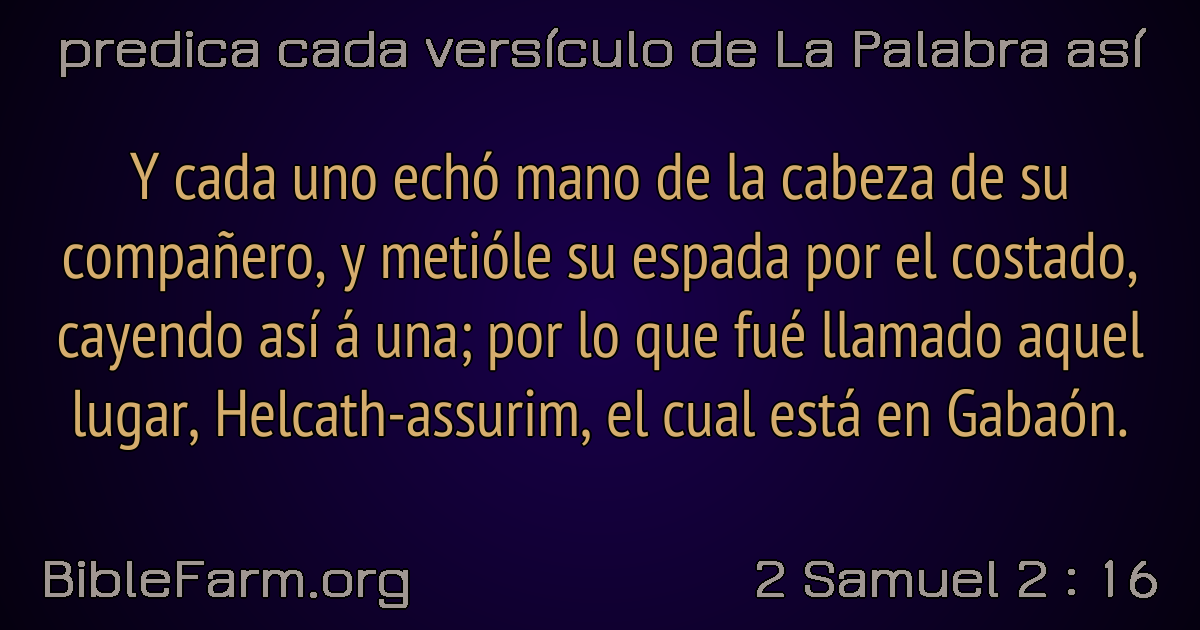 predica cada versículo de La Palabra así
Y cada uno echó mano de la cabeza de su
compañero, y metióle su espada por el costado,
cayendo así á una; por lo que fué llamado aquel
lugar, Helcath-assurim, el cual está en Gabaón.
BibleFarm.org
2 Samuel 2 : 16